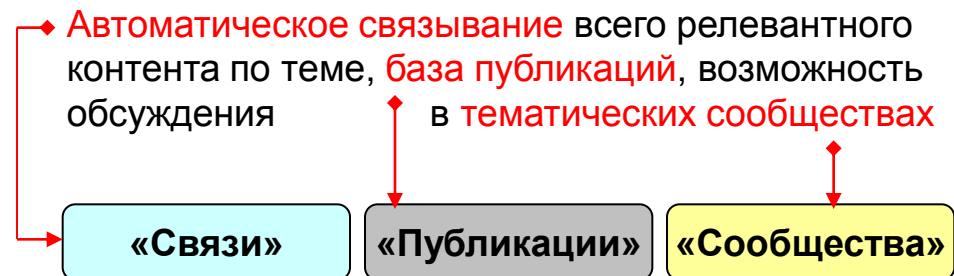 Автоматическое связывание всего релевантного
контента по теме, база публикаций, возможность
обсуждения в тематических сообществах
«Связи» «Публикации» «Сообщества»